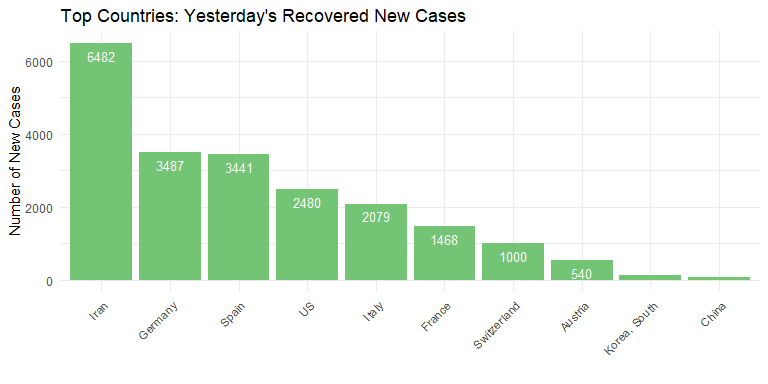 Top Countries: Yesterday's Recovered New Cases
Number of New Cases
6000
4000
2000
0
6482
3487
3441
2480
2079
1468
1000
540
Iran
Germany
Spain
US
Italy
France
Switzerland
Austria
Korea, South
China